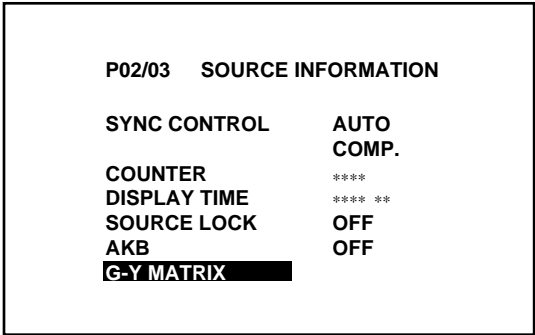 P02/03 SOURCE INFORMATION
SYNC CONTROL AUTO
COMP.
COUNTER ****
DISPLAY TIME **** **
SOURCE LOCK OFF
AKB OFF
G-Y MATRIX